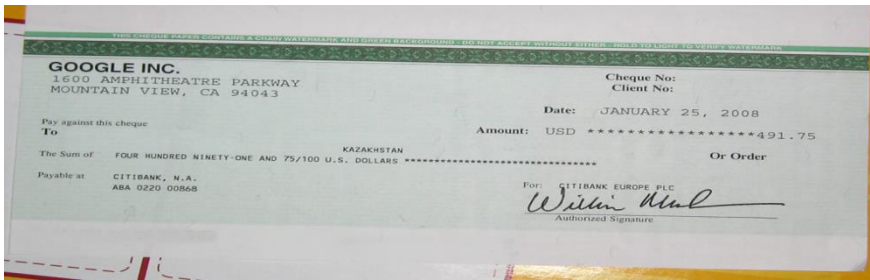 THIS CHEQUE PAPER CONTAINS A CHAIN WATERMARK AND GREEN BACKGROUND - DO NOT ACCEPT WITHOUT EITHER - HOLD TO LIGHT TO VERIFY WATERMARK
GOOGLE INC.
1600 AMPHITHEATRE PARKWAY
MOUNTAIN VIEW, CA 94043
Cheque No:
Client No:
Date: JANUARY 25, 2008
Pay against this cheque
To
Amount: USD *****************491.75
KAZAKHSTAN
The Sum of FOUR HUNDRED NINETY-ONE AND 75/100 U.S. DOLLARS ******************************
Or Order
Payable at CITIBANK, N.A.
ABA 0220 00868
For: CITIBANK EUROPE PLC
Authorized Signature